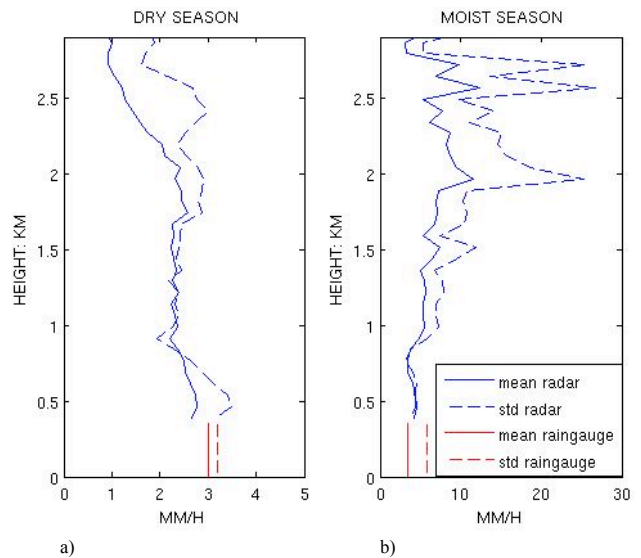 DRY SEASON
HEIGHT: KM
2.5
2
1.5
1
0.5
0
0 1 2 3 4 5
MM/H
a)
MOIST SEASON
HEIGHT: KM
2.5
2
1.5
1
0.5
0
0 10 20 30
MM/H
b)
mean radar
std radar
mean raingauge
std raingauge